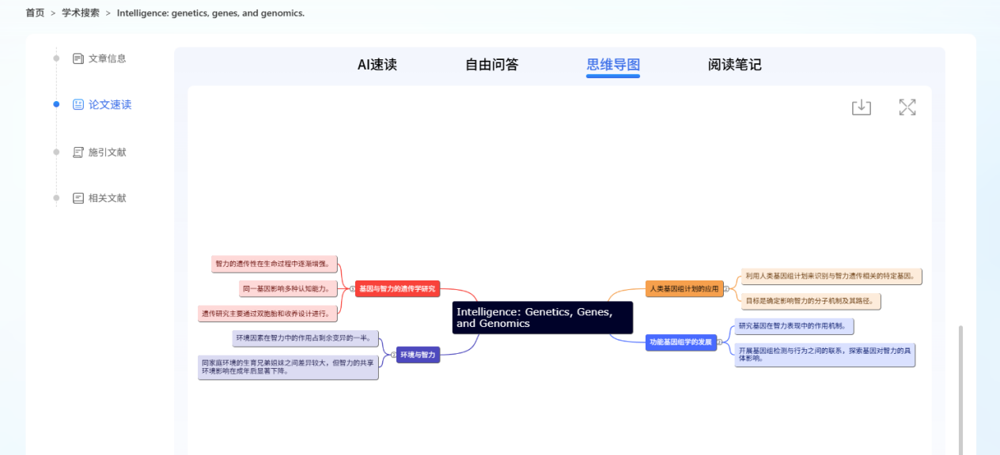 首页 > 学术搜索 > Intelligence: genetics, genes, and genomics.
文章信息
论文速读
施引文献
相关文献
AI速读
自由问答
思维导图
阅读笔记
智力的遗传性在生命过程中逐渐增强。
同一基因影响多种认知能力。
遗传研究主要通过双胞胎和收养设计进行。
3
基因与智力的遗传学研究
环境因素在智力中的作用占剩余变异的一半。
同家庭环境的生育兄弟姐妹之间差异较大，但智力的共享
环境影响在成年后显著下降。
2
环境与智力
Intelligence: Genetics, Genes,
and Genomics
人类基因组计划的应用
2
利用人类基因组计划来识别与智力遗传相关的特定基因。
目标是确定影响智力的分子机制及其路径。
功能基因组学的发展
2
研究基因在智力表现中的作用机制。
开展基因组检测与行为之间的联系，探索基因对智力的具
体影响。